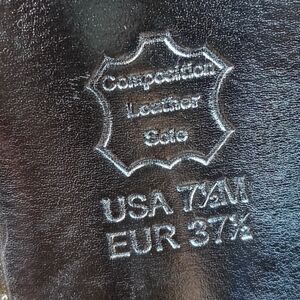 Composition
Leather
Sole
USA 7½M
EUR 37½